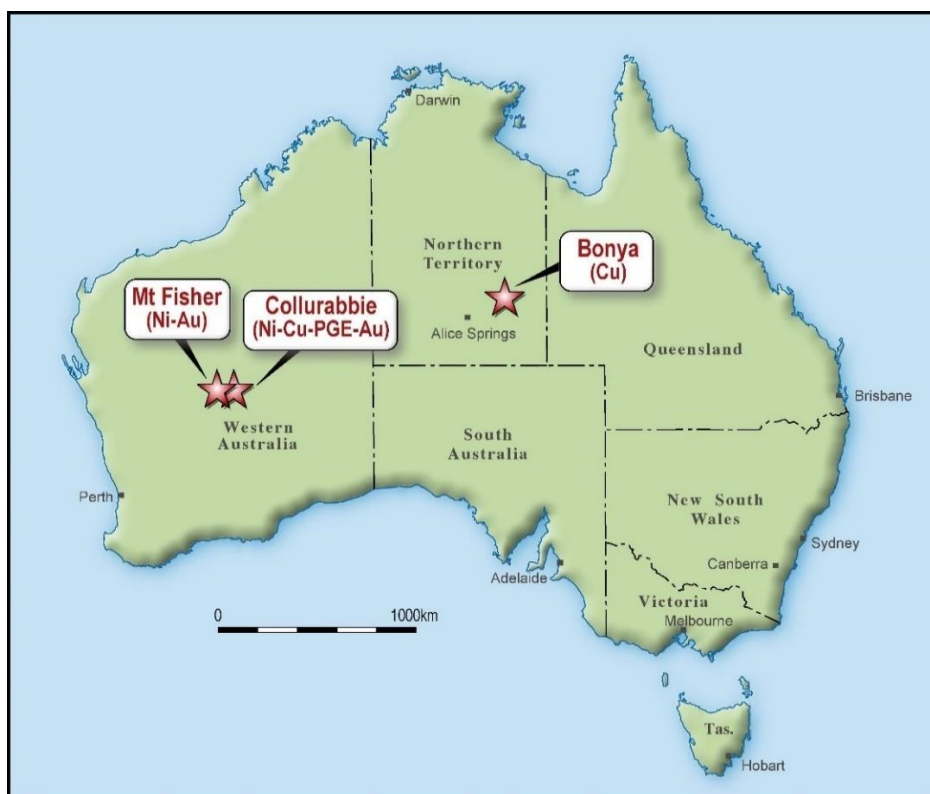 Darwin
Northern
Territory
Bonya
(Cu)
Mt Fisher
(Ni-Au)
Collurabbie
(Ni-Cu-PGE-Au)
Alice Springs
Queensland
Brisbane
Western
Australia
South
Australia
Perth
New South
Wales
Sydney
Canberra
Adelaide
Victoria
Melbourne
0
1000km
Tas.
Hobart